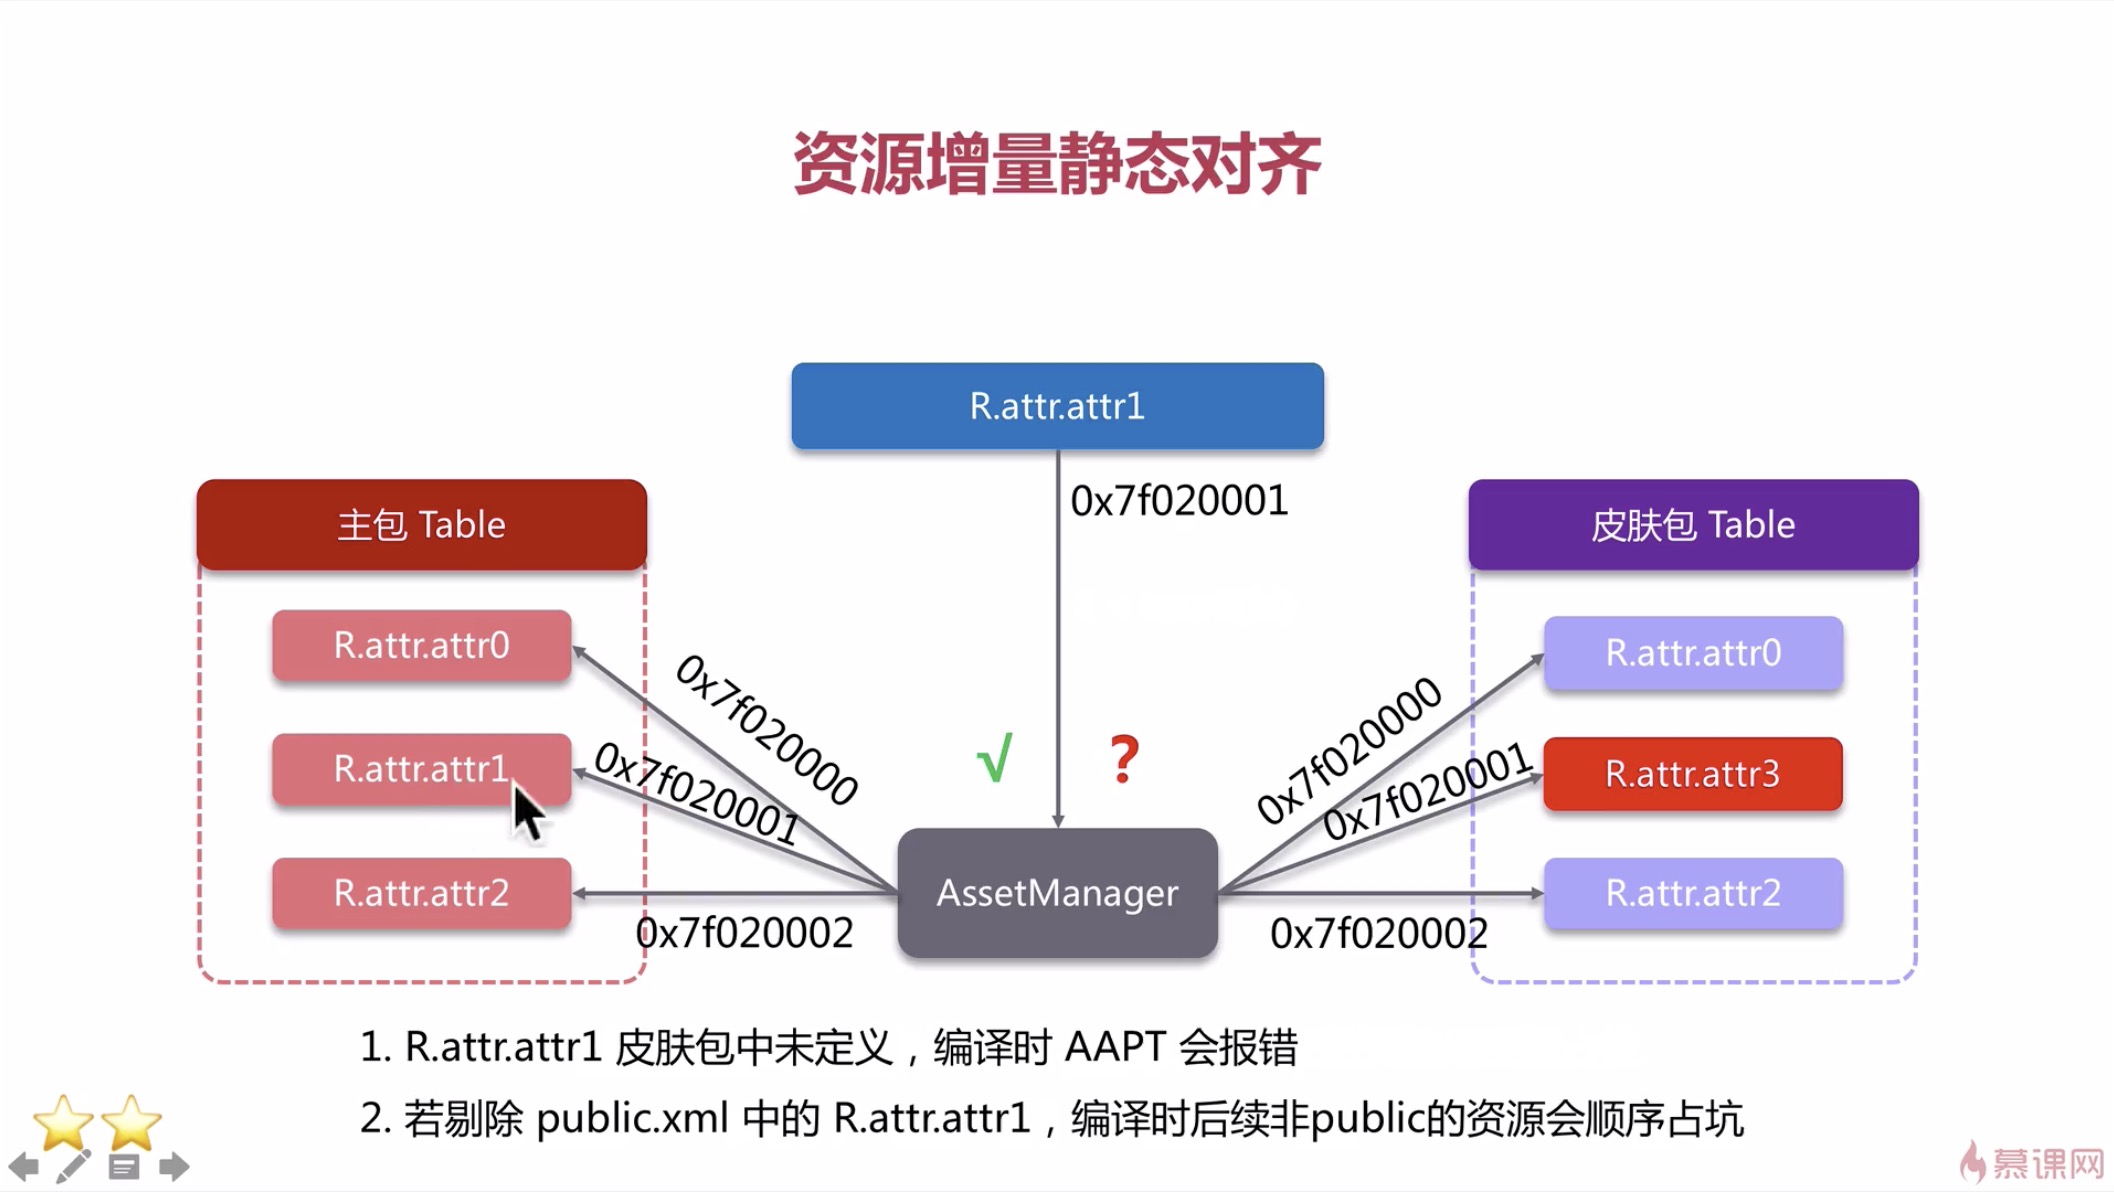 资源增量静态对齐
R.attr.attr1
0x7f020001
主包 Table
R.attr.attr0
R.attr.attr1
R.attr.attr2
0x7f020000
0x7f020001
0x7f020002
√
?
AssetManager
0x7f020000
0x7f020001
0x7f020002
皮肤包 Table
R.attr.attr0
R.attr.attr3
R.attr.attr2
1. R.attr.attr1 皮肤包中未定义，编译时 AAPT 会报错
2. 若剔除 public.xml 中的 R.attr.attr1，编译时后续非public的资源会顺序占坑
慕课网